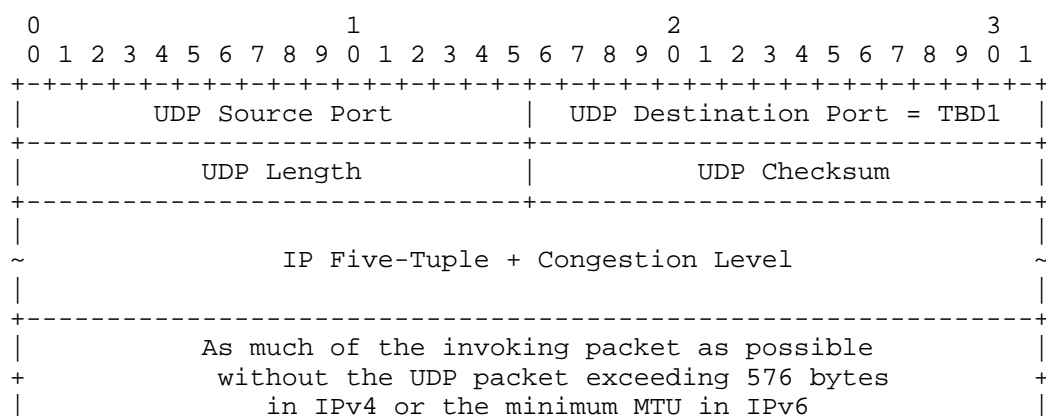 0 1 2 3
0 1 2 3 4 5 6 7 8 9 0 1 2 3 4 5 6 7 8 9 0 1 2 3 4 5 6 7 8 9 0 1
+-+-+-+-+-+-+-+-+-+-+-+-+-+-+-+-+-+-+-+-+-+-+-+-+-+-+-+-+-+-+-+-+
| UDP Source Port | UDP Destination Port = TBD1 |
+-------------------------------+-------------------------------+
| UDP Length | UDP Checksum |
+-------------------------------+-------------------------------+
| |
~ IP Five-Tuple + Congestion Level ~
| |
+---------------------------------------------------------------+
| As much of the invoking packet as possible |
+ without the UDP packet exceeding 576 bytes +
| in IPv4 or the minimum MTU in IPv6 |